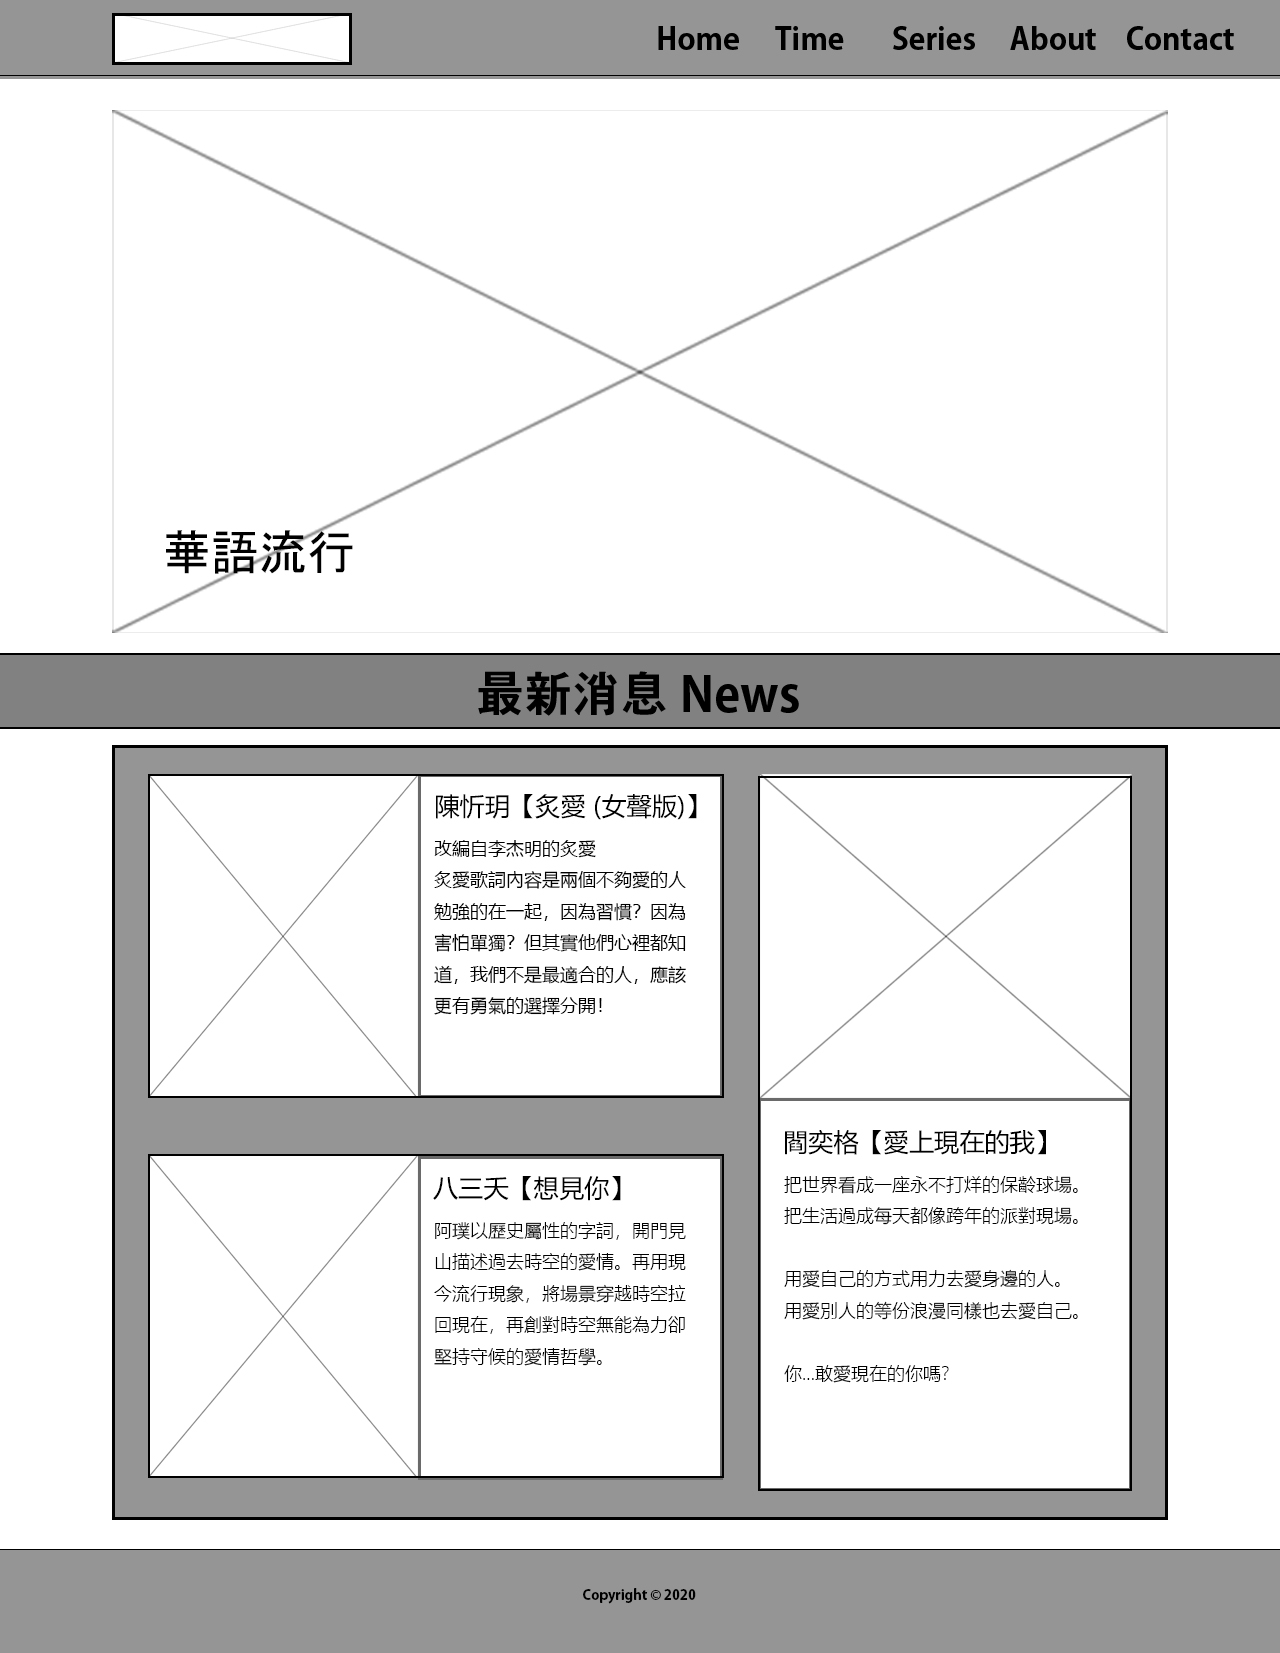 Home Time Series About Contact
華語流行
最新消息 News
陳忻玥【炙愛 (女聲版)】
改編自李杰明的炙愛
炙愛歌詞內容是兩個不夠愛的人
勉強的在一起，因為習慣？因為
害怕單獨？但其實他們心裡都知
道，我們不是最適合的人，應該
更有勇氣的選擇分開！
八三夭【想見你】
阿璞以歷史屬性的字詞，開門見
山描述過去時空的愛情。再用現
今流行現象，將場景穿越時空拉
回現在，再創對時空無能為力卻
堅持守候的愛情哲學。
閻奕格【愛上現在的我】
把世界看成一座永不打烊的保齡球場。
把生活過成每天都像跨年的派對現場。
用愛自己的方式用力去愛身邊的人。
用愛別人的等份浪漫同樣也去愛自己。
你...敢愛現在的你嗎?
Copyright © 2020